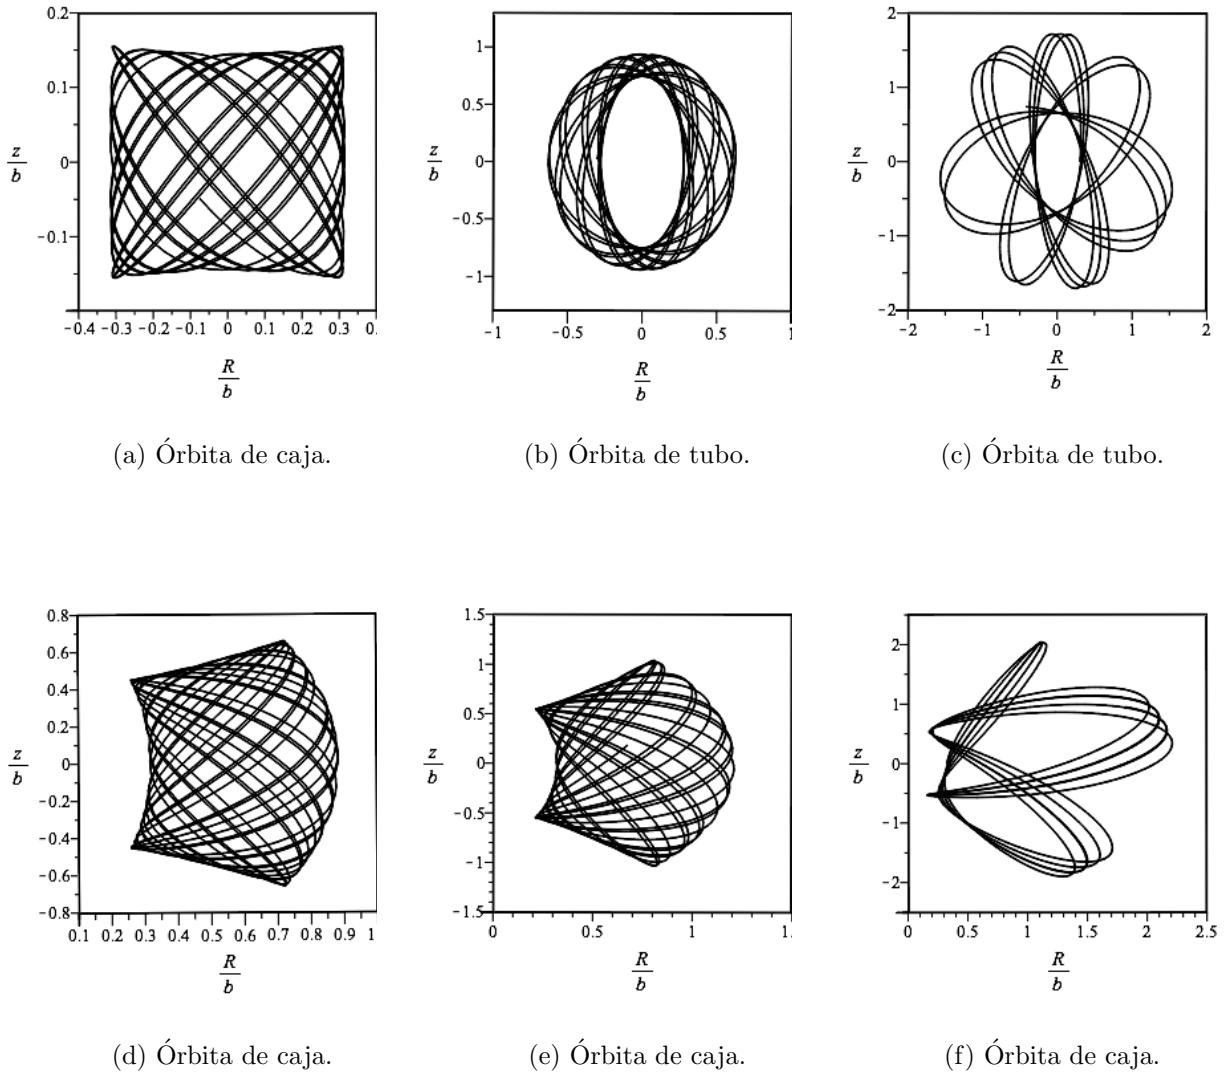 0.2
0.1
0
−0.1
z
b
−0.4 −0.3 −0.2 −0.1 0 0.1 0.2 0.3 0.
R
b
(a) Órbita de caja.
1
0.5
0
−0.5
−1
z
b
−1 −0.5 0 0.5 1
R
b
(b) Órbita de tubo.
2
1
0
−1
−2
z
b
−2 −1 0 1 2
R
b
(c) Órbita de tubo.
0.8
0.6
0.4
0.2
0
−0.2
−0.4
−0.6
−0.8
z
b
0.1 0.2 0.3 0.4 0.5 0.6 0.7 0.8 0.9 1
R
b
(d) Órbita de caja.
1.5
1
0.5
0
−0.5
−1
−1.5
z
b
0 0.5 1 1.
R
b
(e) Órbita de caja.
2
1
0
−1
−2
z
b
0 0.5 1 1.5 2 2.5
R
b
(f) Órbita de caja.